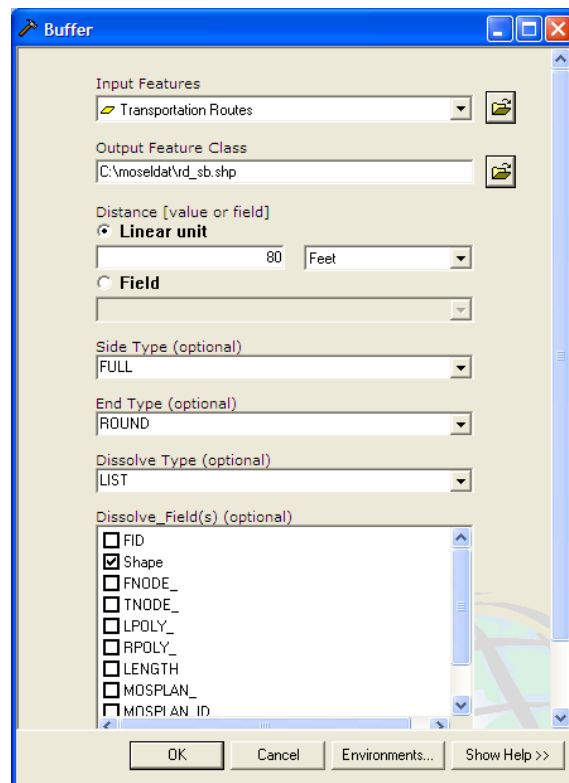 Buffer
Input Features
Transportation Routes
Output Feature Class
C:\moseldat\rd_sb.shp
Distance [value or field]
Linear unit
80 Feet
Field
Side Type (optional)
FULL
End Type (optional)
ROUND
Dissolve Type (optional)
LIST
Dissolve_Field(s) (optional)
FID
Shape
FNODE_
TNODE_
LPOLY_
RPOLY_
LENGTH
MOSPLAN_
MOSPLAN_ID
OK Cancel Environments... Show Help >>